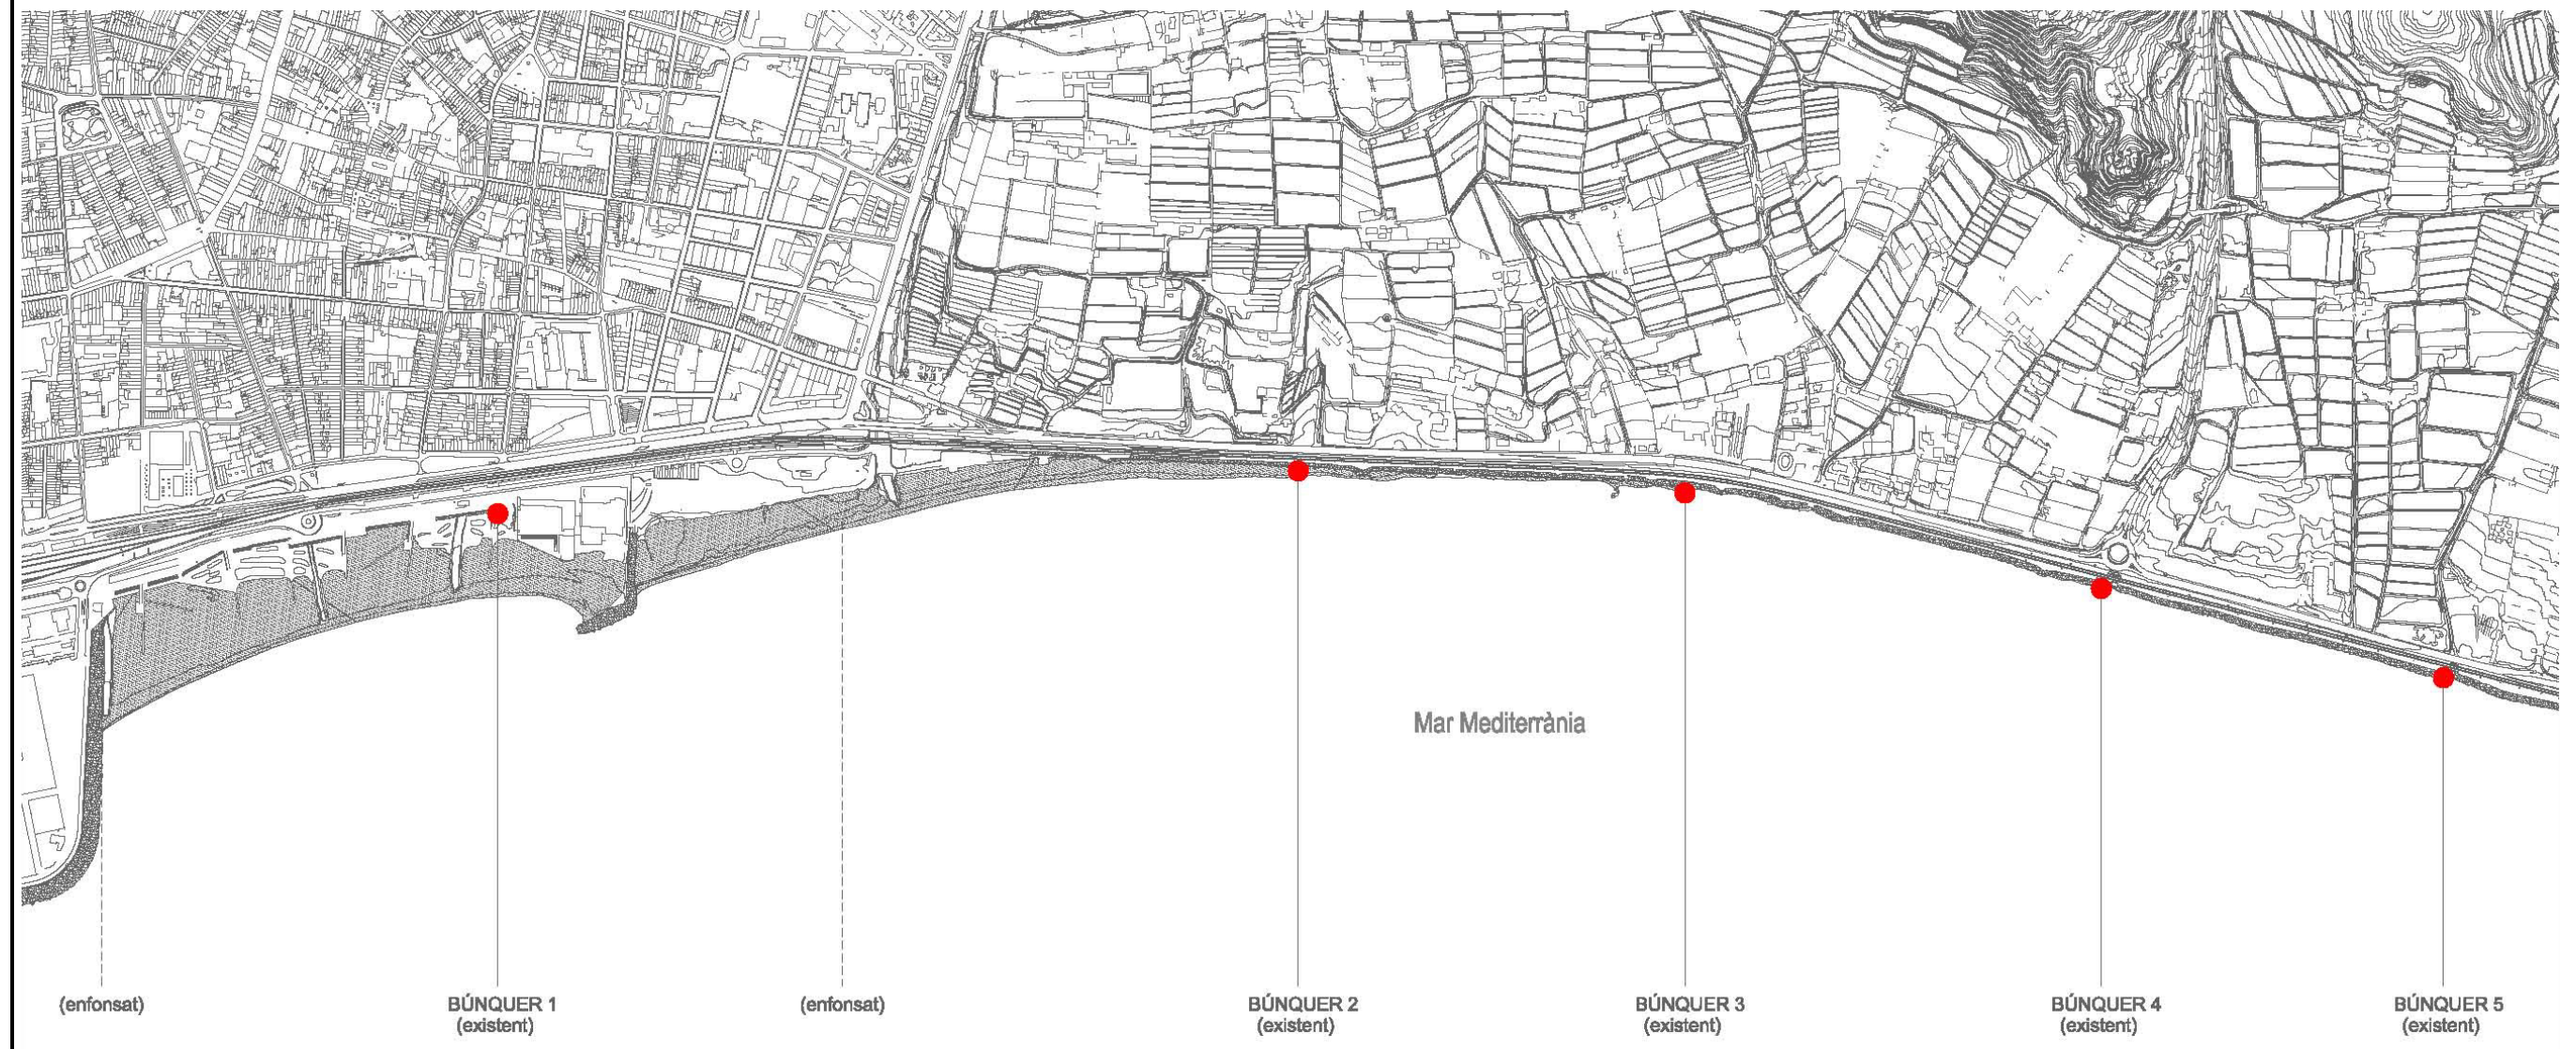 Mar Mediterrània
(enfonsat)
BÚNQUER 1
(existent)
(enfonsat)
BÚNQUER 2
(existent)
BÚNQUER 3
(existent)
BÚNQUER 4
(existent)
BÚNQUER 5
(existent)